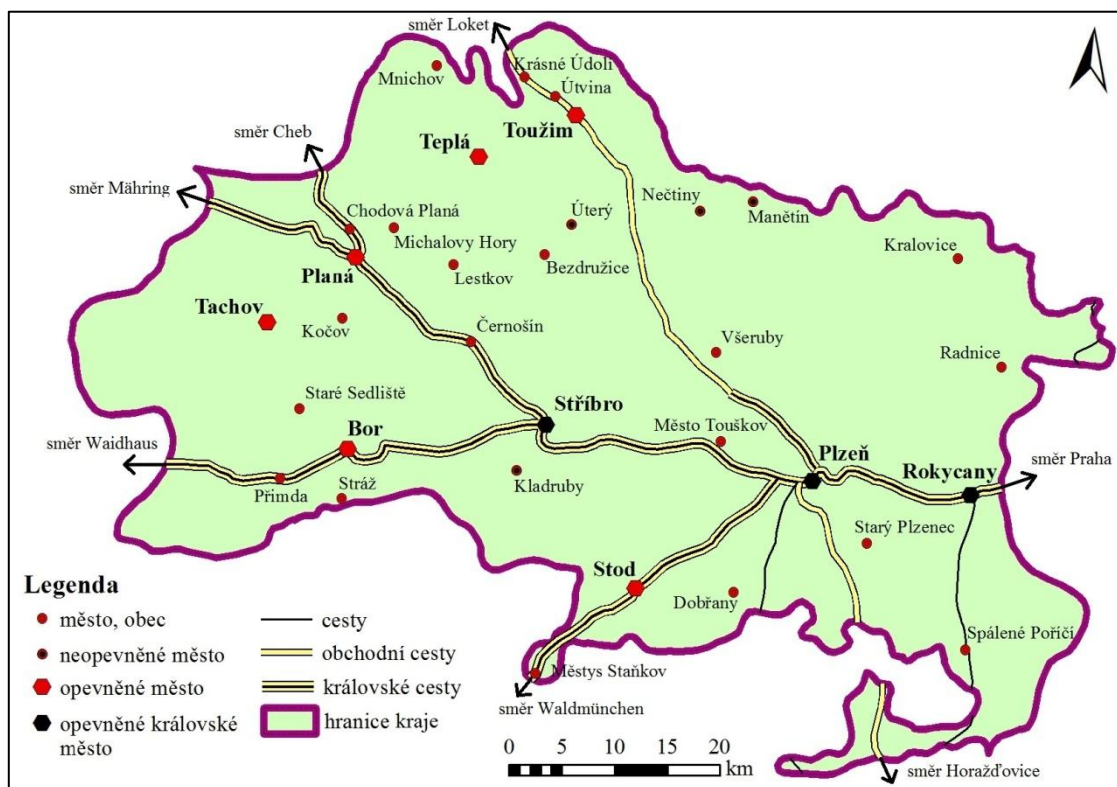 směr Loket
Krásné Údolí
Mnichov
Útvina
Toužim
směr Cheb
Teplá
směr Mähring
Nečtiny
Manětín
Chodová Planá
Úterý
Michalovy Hory
Kralovice
Planá
Lestkov
Bezdružice
Tachov
Kočov
Černošín
Všeruby
Radnice
Staré Sedliště
Stříbro
Bor
Město Touškov
směr Waidhaus
Plzeň
Rokycany
směr Praha
Přimda
Stráž
Kladruby
Starý Plzenec
Stod
Dobřany
Spálené Poříčí
Městys Staňkov
směr Waldmünchen
směr Horažďovice
Legenda
město, obec
neopevněné město
opevněné město
opevněné královské
město
cesty
obchodní cesty
královské cesty
hranice kraje
0 5 10 20
km